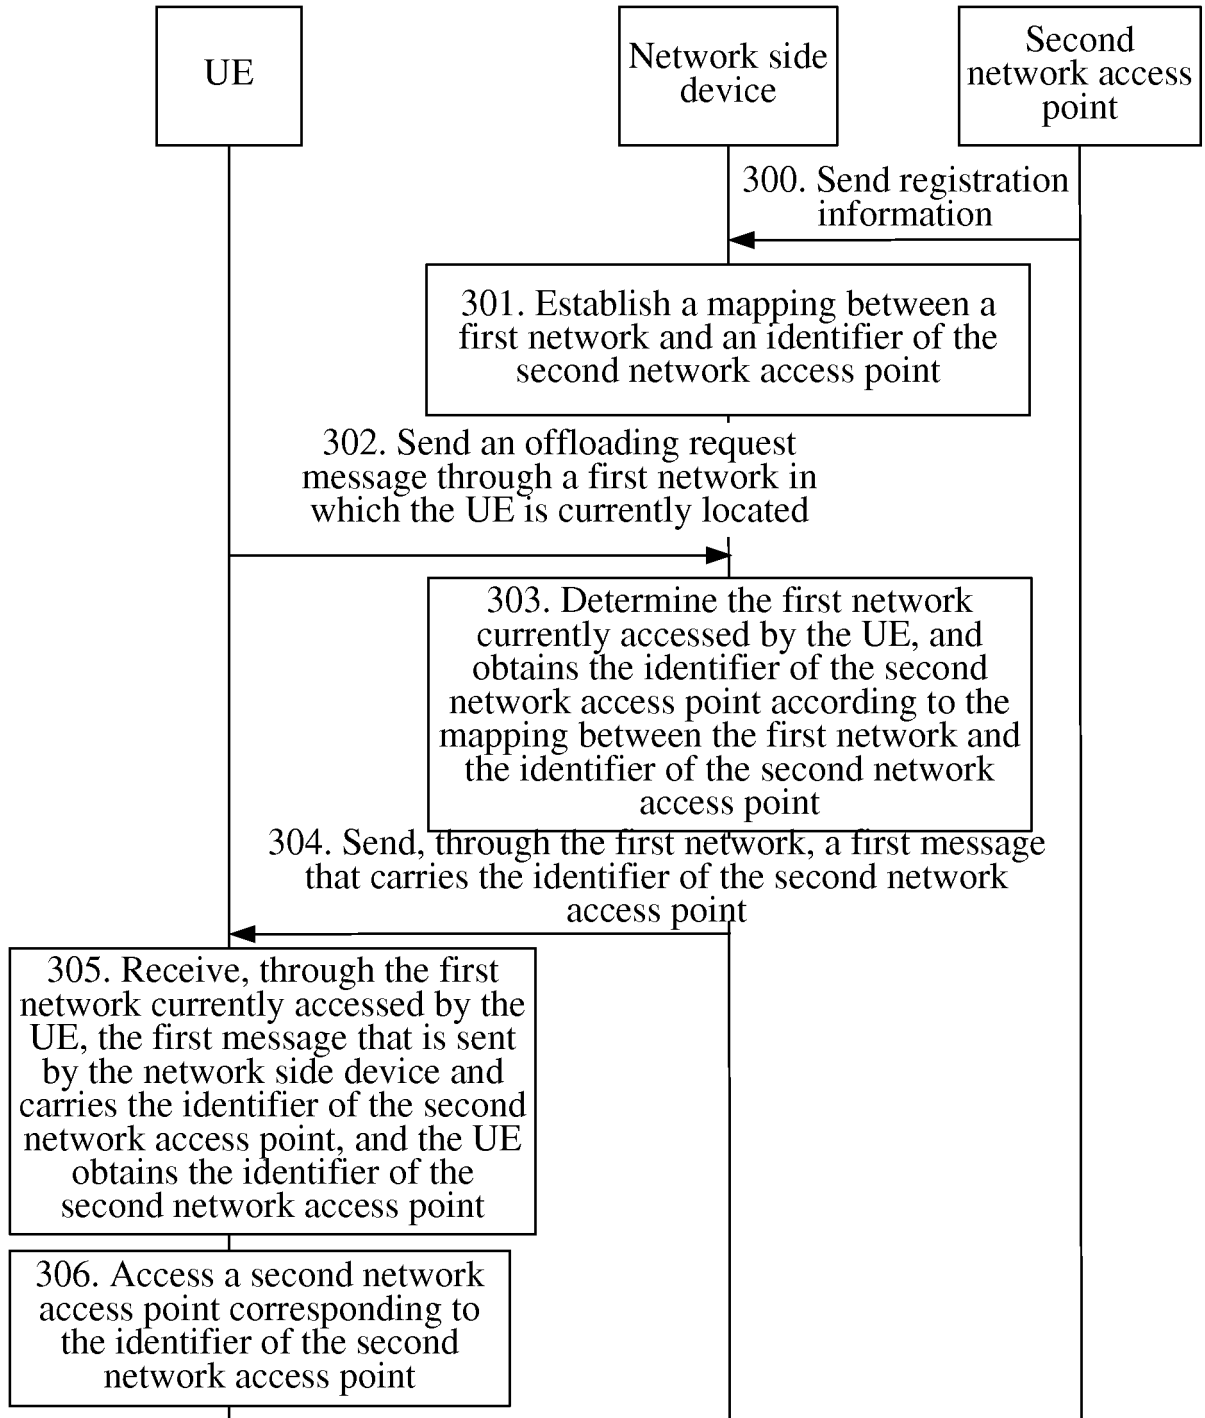 UE
Network side
device
Second
network access
point
300. Send registration
information
301. Establish a mapping between a
first network and an identifier of the
second network access point
302. Send an offloading request
message through a first network in
which the UE is currently located
303. Determine the first network
currently accessed by the UE, and
obtains the identifier of the second
network access point according to the
mapping between the first network and
the identifier of the second network
access point
304. Send, through the first network, a first message
that carries the identifier of the second network
access point
305. Receive, through the first
network currently accessed by the
UE, the first message that is sent
by the network side device and
carries the identifier of the second
network access point, and the UE
obtains the identifier of the
second network access point
306. Access a second network
access point corresponding to
the identifier of the second
network access point